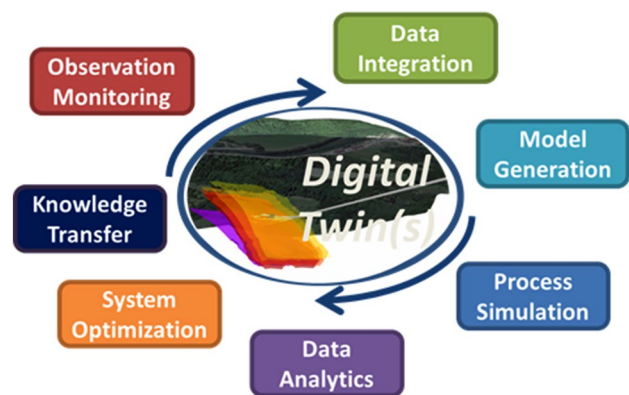 Data
Integration
Observation
Monitoring
Model
Generation
Digital
Twin(s)
Knowledge
Transfer
Process
Simulation
System
Optimization
Data
Analytics